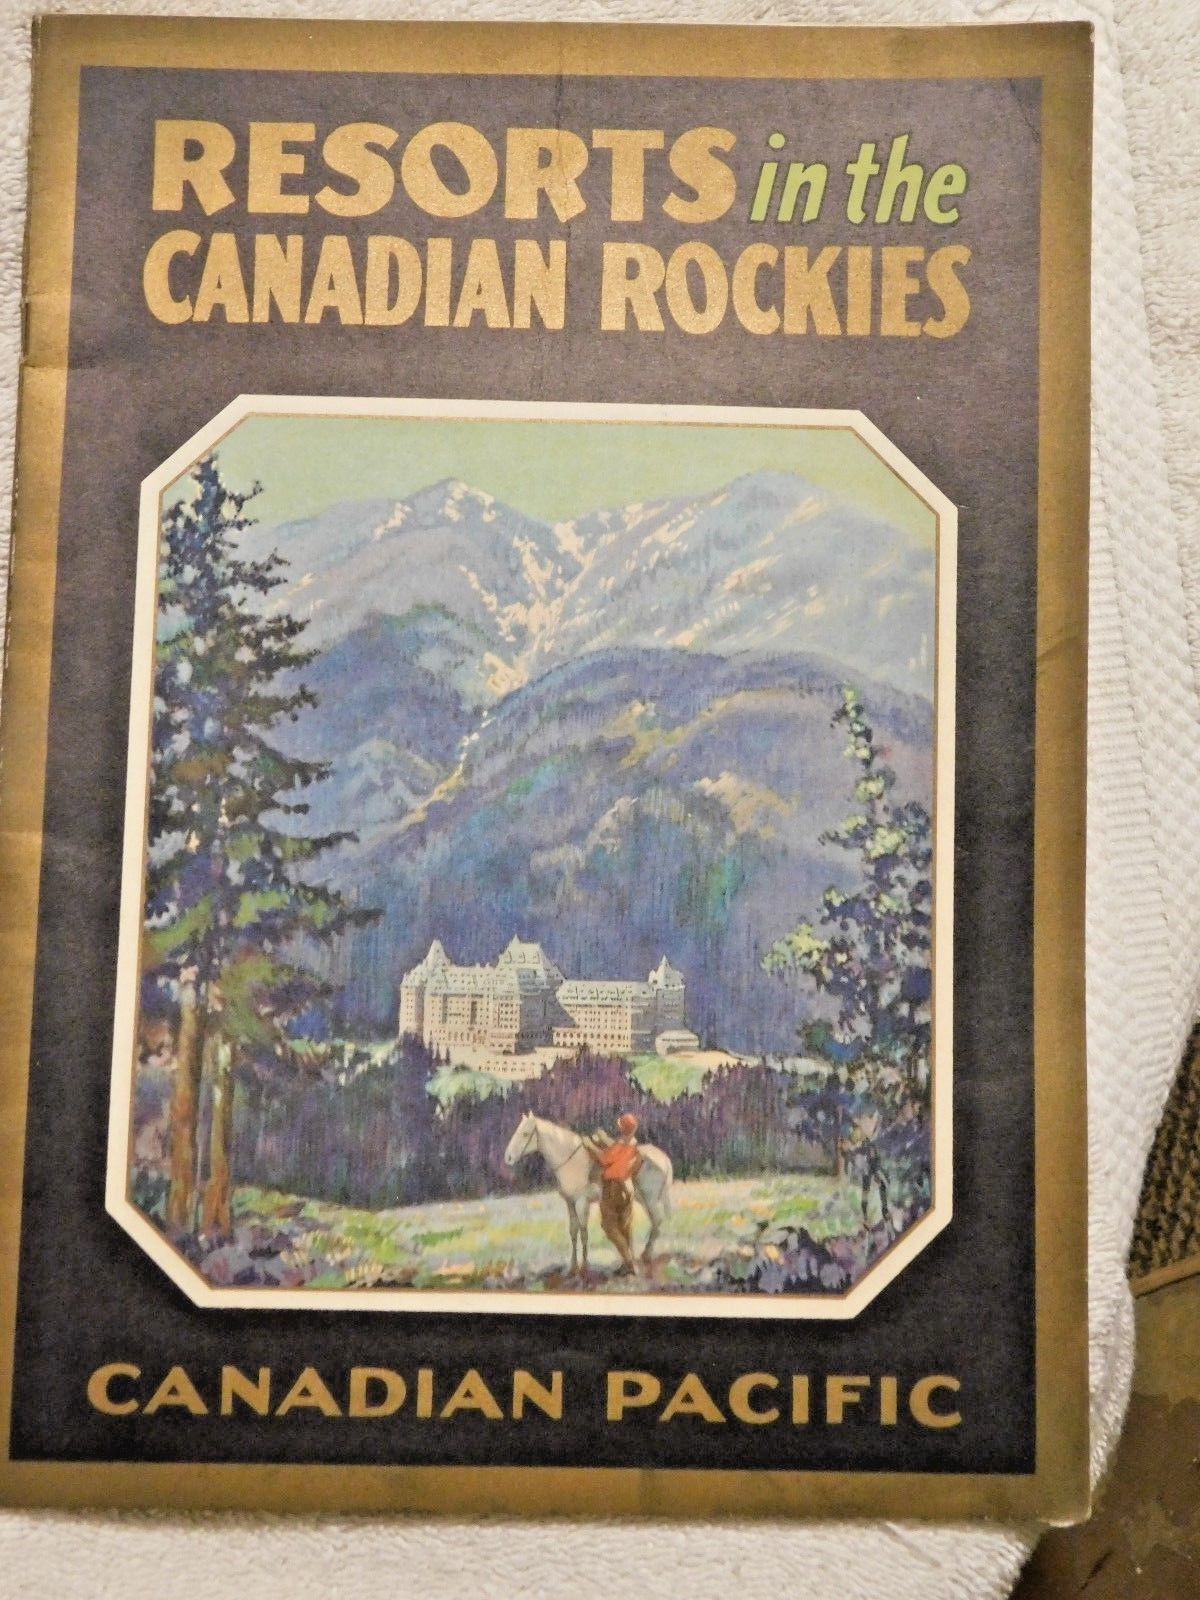 RESORTS in the
CANADIAN ROCKIES
CANADIAN PACIFIC